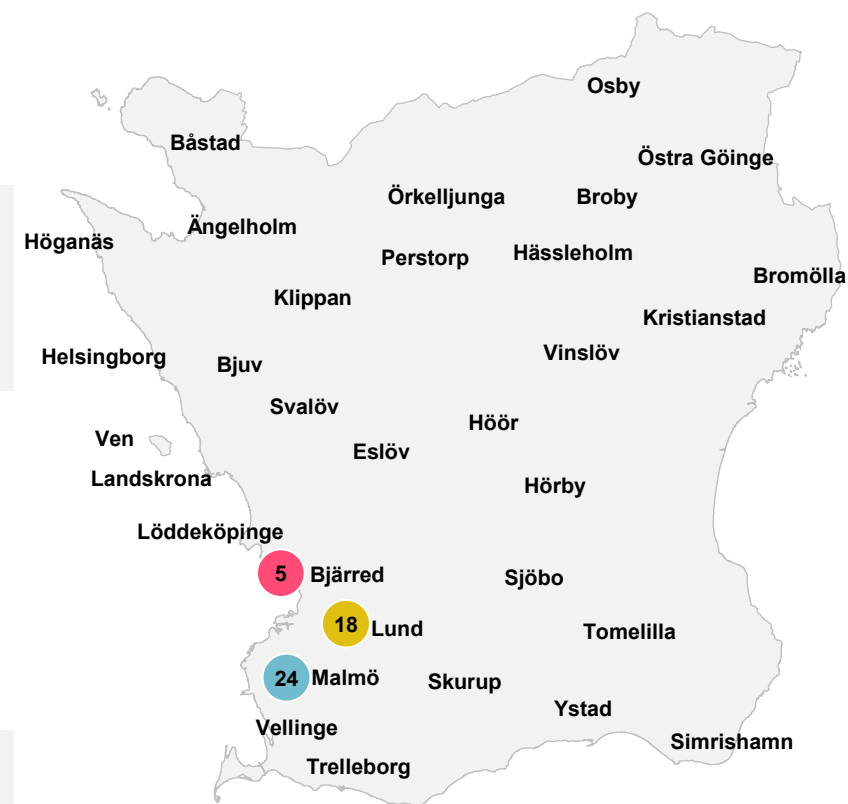 Osby
Båstad
Östra Göinge
Örkelljunga
Broby
Ängelholm
Höganäs
Hässleholm
Perstorp
Bromölla
Klippan
Kristianstad
Helsingborg
Vinslöv
Bjuv
Svalöv
Höör
Ven
Eslöv
Landskrona
Hörby
Löddeköpinge
5 Bjärred
Sjöbo
18 Lund
Tomelilla
24 Malmö
Skurup
Ystad
Vellinge
Simrishamn
Trelleborg